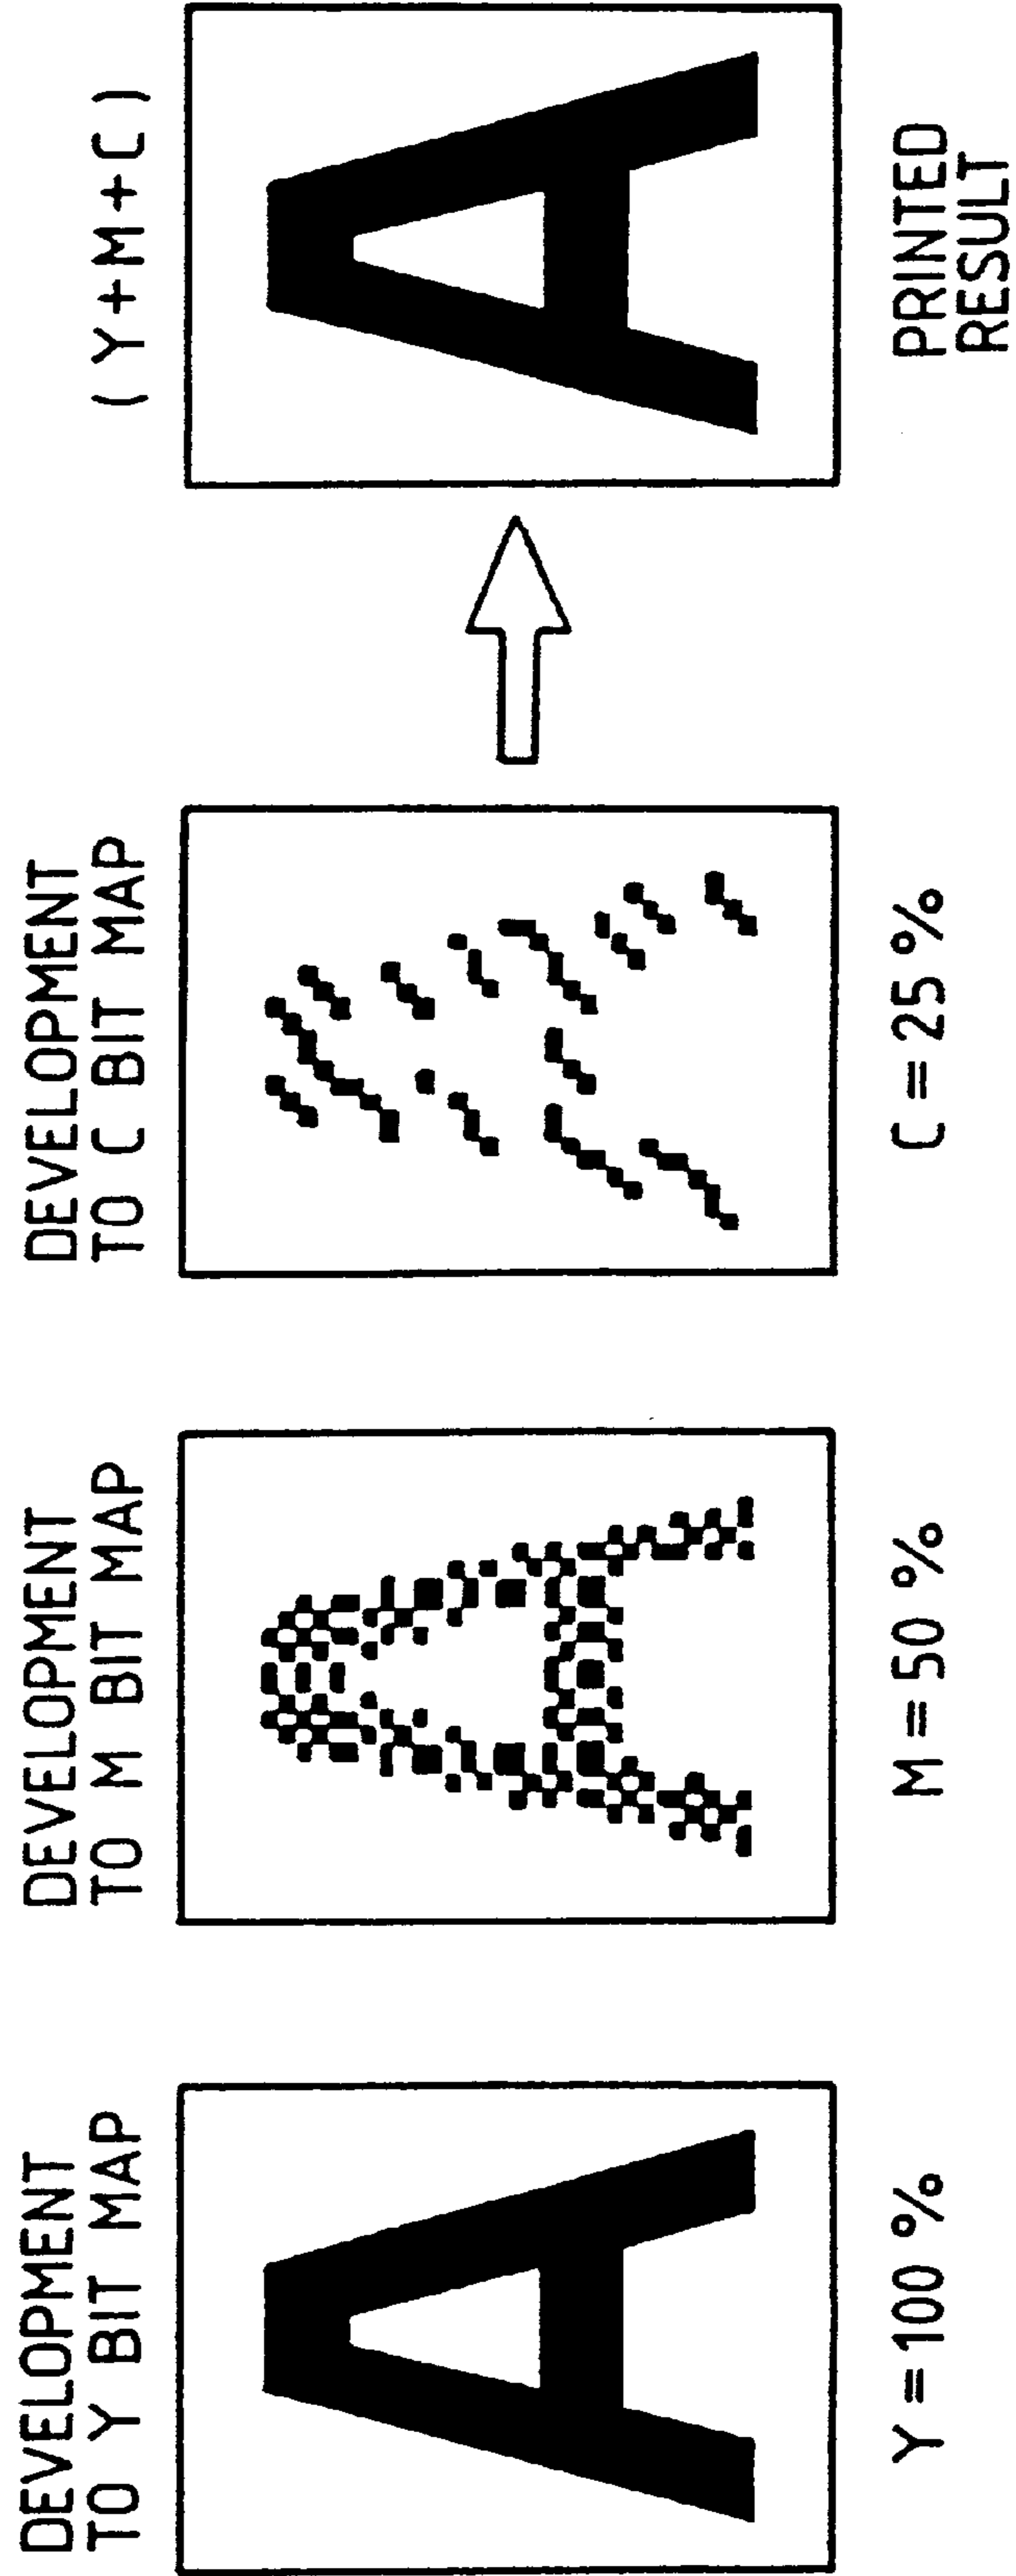 DEVELOPMENT
TO Y BIT MAP
A
Y = 100 %
DEVELOPMENT
TO M BIT MAP
A
M = 50 %
DEVELOPMENT
TO C BIT MAP
A
C = 25 %
( Y + M + C )
A
PRINTED
RESULT